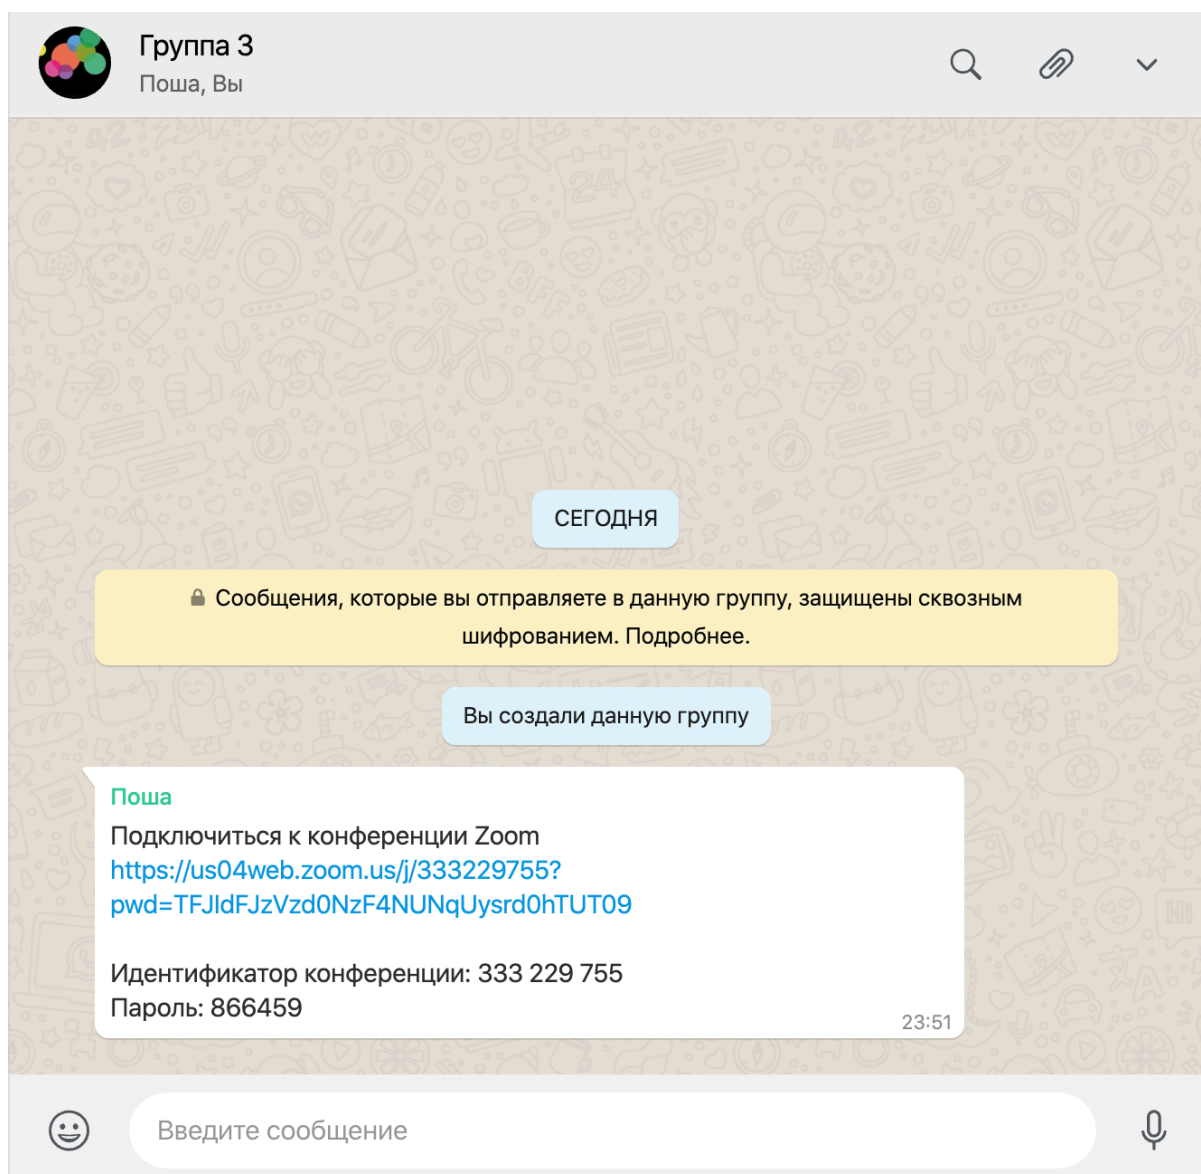 Группа 3
Поша, Вы
СЕГОДНЯ
Сообщения, которые вы отправляете в данную группу, защищены сквозным
шифрованием. Подробнее.
Вы создали данную группу
Поша
Подключиться к конференции Zoom
https://us04web.zoom.us/j/333229755?
pwd=TFJldFJzVzd0NzF4NUNqUysrd0hTUT09
Идентификатор конференции: 333 229 755
Пароль: 866459
23:51
Введите сообщение